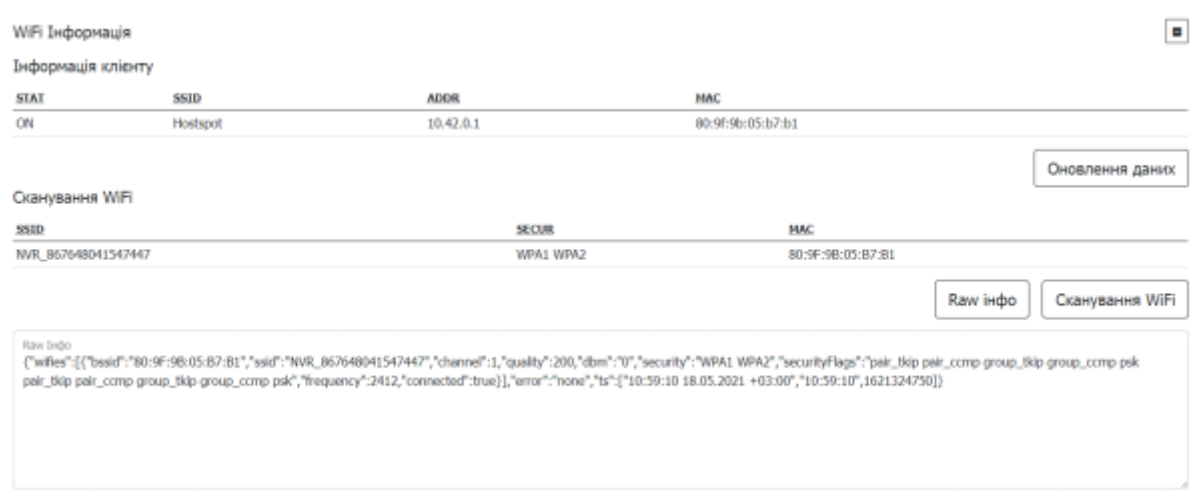 WiFi Інформація
Інформація клієнту
STAT SSID ADDR MAC
ON Hostspot 10.42.0.1 80:9f:9b:05:b7:b1
Оновлення даних
Сканування WiFi
SSID SECUR MAC
NVR_867648041547447 WPA1 WPA2 80:9F:9B:05:B7:B1
Raw інфо Сканування WiFi
Raw Інфо
{"wifies":[{"bssid":"80:9F:9B:05:B7:B1","ssid":"NVR_867648041547447","channel":1,"quality":200,"dbm":"0","security":"WPA1 WPA2","securityFlags":"pair_tkip pair_ccmp group_tkip group_ccmp psk
pair_tkip pair_ccmp group_tkip group_ccmp psk","frequency":2412,"connected":true}],"error":"none","ts":["10:59:10 18.05.2021 +03:00","10:59:10",1621324750]}